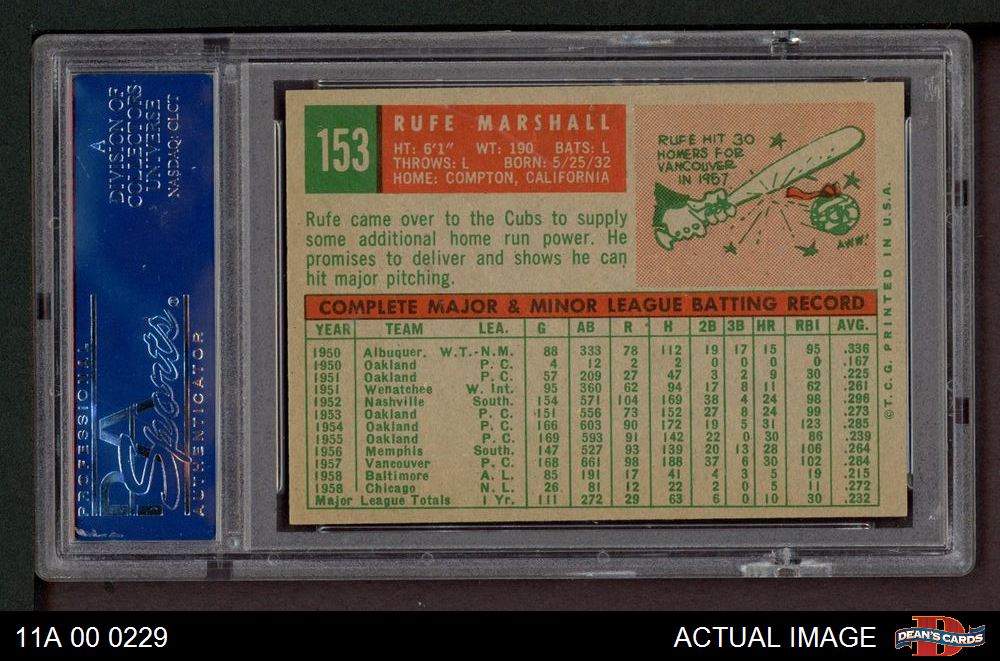 A
DIVISION OF
COLLECTORS
UNIVERSE
NASDAQ: CLCT
PROFESSIONAL
PSA
Sports ®
AUTHENTICATOR
153
RUFE MARSHALL
HT: 6'1" WT: 190 BATS: L
THROWS: L BORN: 5/25/32
HOME: COMPTON, CALIFORNIA
RUFE HIT 30
HOMERS FOR
VANCOUVER
IN 1957
AWW!
Rufe came over to the Cubs to supply
some additional home run power. He
promises to deliver and shows he can
hit major pitching.
COMPLETE MAJOR & MINOR LEAGUE BATTING RECORD
YEAR TEAM LEA. G AB R H 2B 3B HR RBI AVG.
1950 Albuquer. W.T.-N.M. 88 333 78 112 19 17 15 95 .336
1950 Oakland P. C. 4 12 2 2 0 0 0 0 .167
1951 Oakland P. C. 57 209 27 47 3 2 9 30 .225
1951 Wenatchee W. Int. 95 360 62 94 17 8 11 62 .261
1952 Nashville South. 154 571 104 169 38 4 24 98 .296
1953 Oakland P. C. 151 556 73 152 27 8 24 99 .273
1954 Oakland P. C. 166 603 90 172 19 5 31 123 .285
1955 Oakland P. C. 169 593 91 142 22 0 30 86 .239
1956 Memphis South. 147 527 93 139 20 13 28 106 .264
1957 Vancouver P. C. 168 661 98 188 37 6 30 102 .284
1958 Baltimore A. L. 85 191 17 41 4 3 5 19 .215
1958 Chicago N. L. 26 81 12 22 2 0 5 11 .272
Major League Totals 1 Yr. 111 272 29 63 6 0 10 30 .232
© T. C. G. PRINTED IN U.S.A.
11A 00 0229
ACTUAL IMAGE
D
DEAN'S CARDS